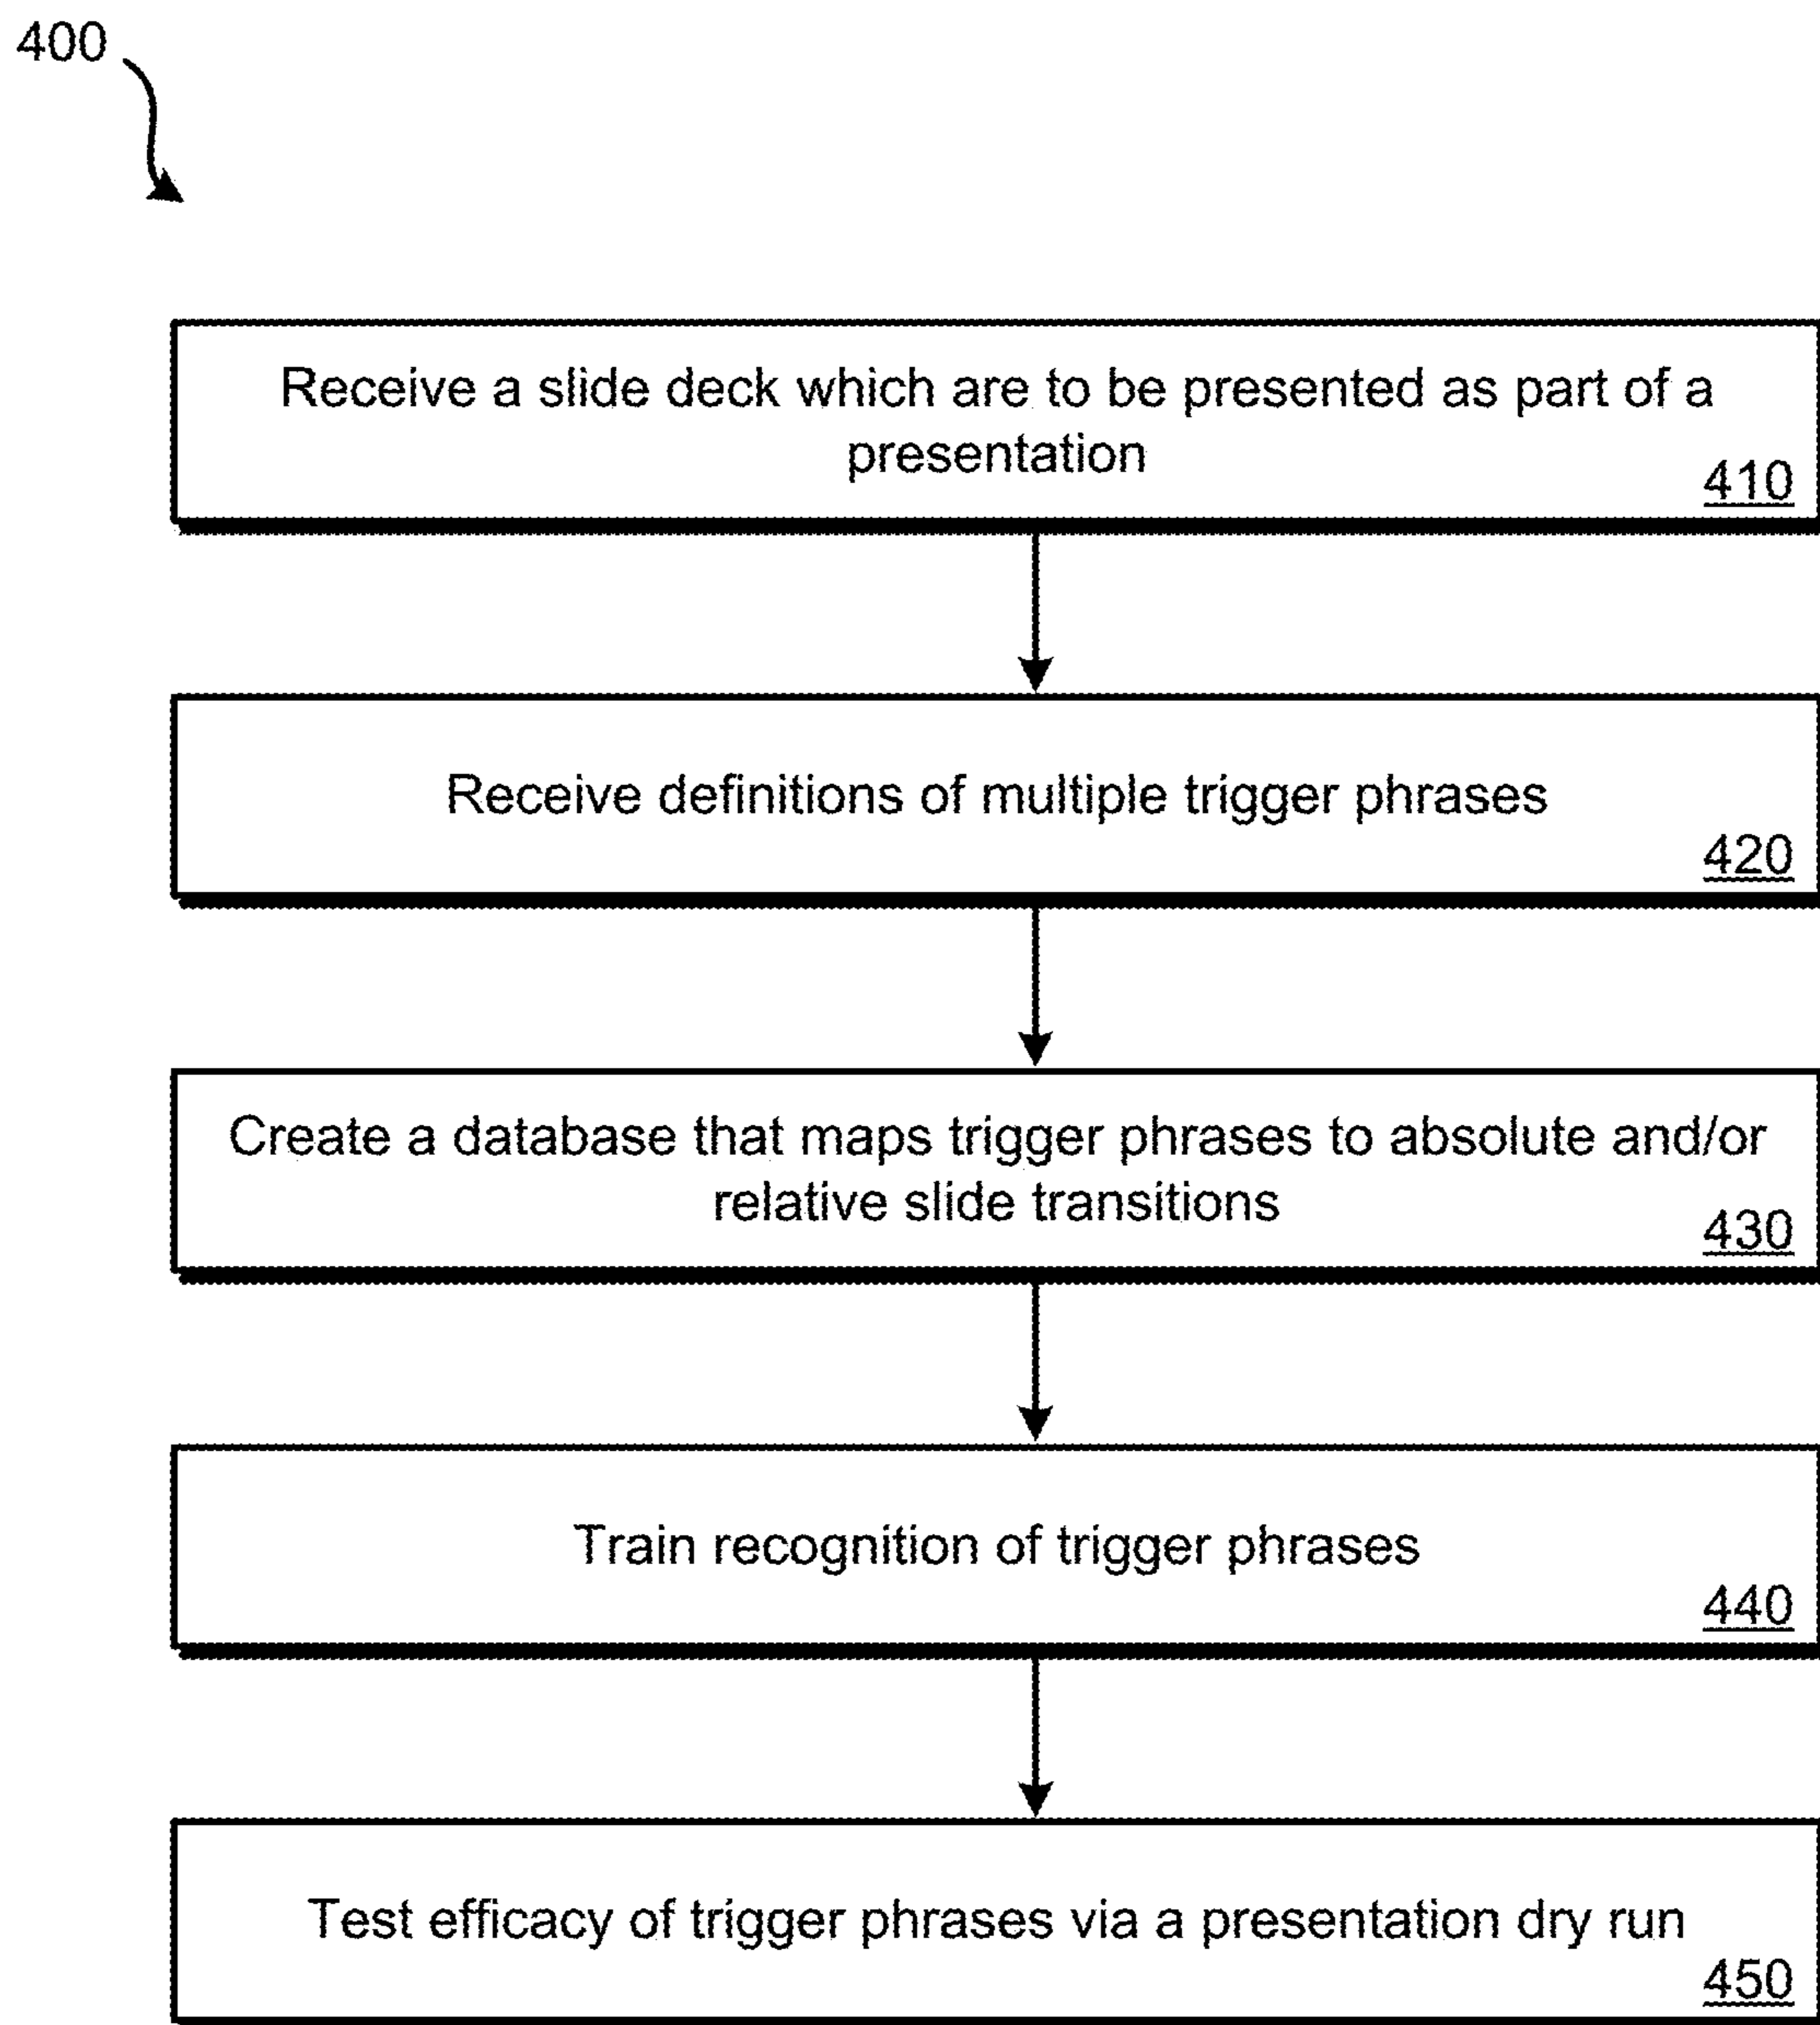 400
Receive a slide deck which are to be presented as part of a
presentation
410
Receive definitions of multiple trigger phrases
420
Create a database that maps trigger phrases to absolute and/or
relative slide transitions
430
Train recognition of trigger phrases
440
Test efficacy of trigger phrases via a presentation dry run
450